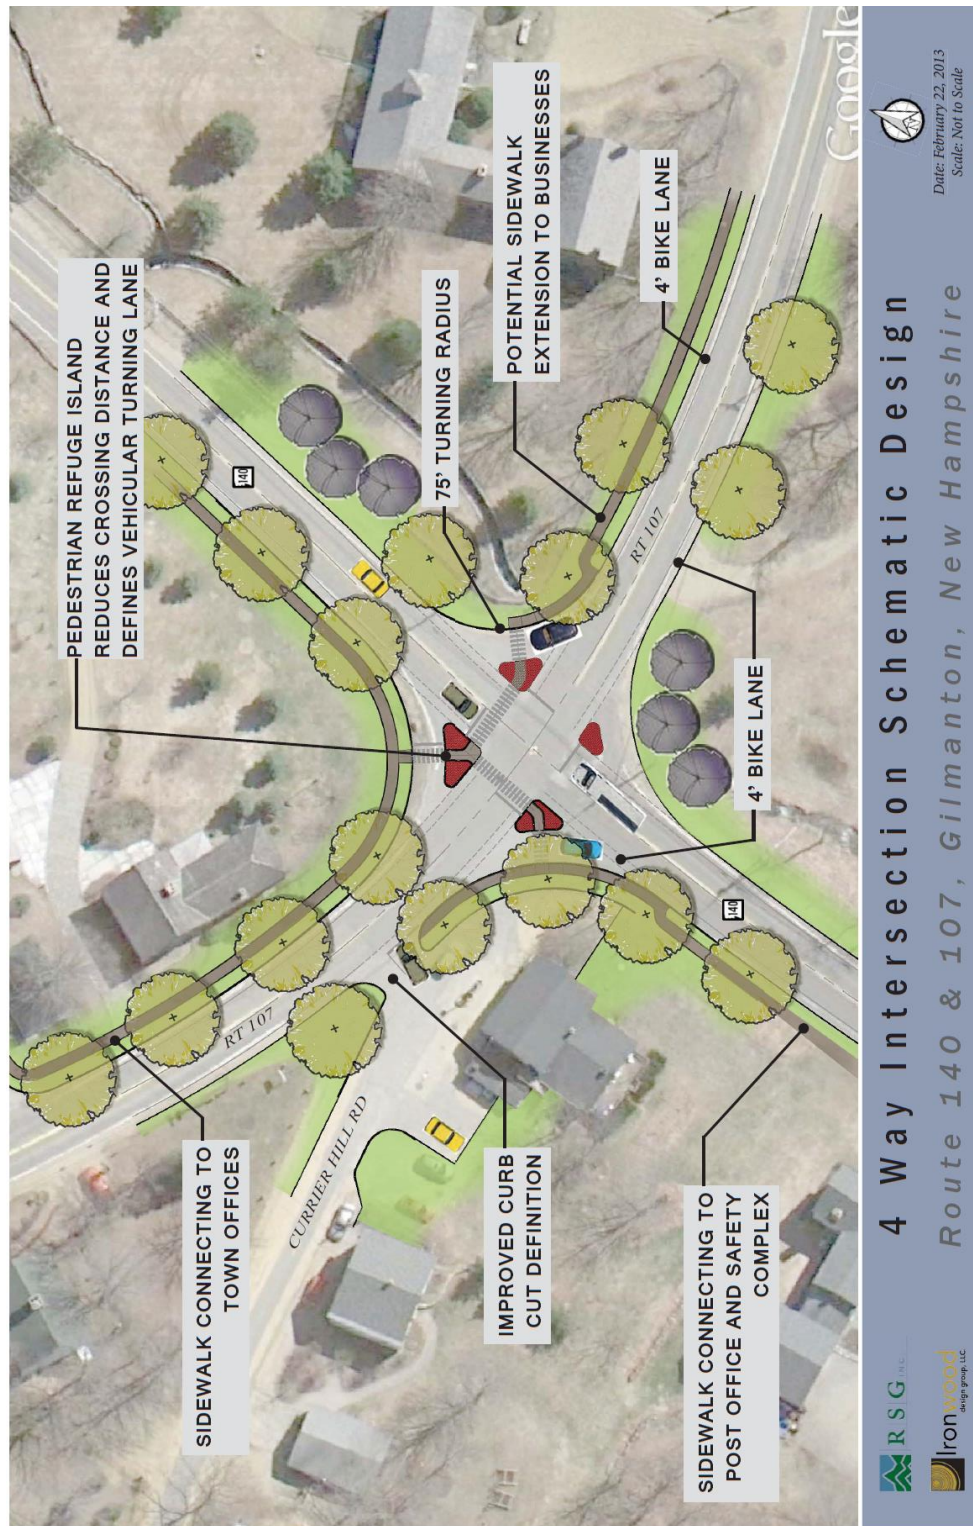 SIDEWALK CONNECTING TO
TOWN OFFICES
RT 107
CURRIER HILL RD
IMPROVED CURB
CUT DEFINITION
SIDEWALK CONNECTING TO
POST OFFICE AND SAFETY
COMPLEX
PEDESTRIAN REFUGE ISLAND
REDUCES CROSSING DISTANCE AND
DEFINES VEHICULAR TURNING LANE
140
75' TURNING RADIUS
POTENTIAL SIDEWALK
EXTENSION TO BUSINESSES
4' BIKE LANE
RT 107
4' BIKE LANE
140
Google
RSG INC.
Ironwood
design group, LLC
4 Way Intersection Schematic Design
Route 140 & 107, Gilmanton, New Hampshire
Date: February 22, 2013
Scale: Not to Scale